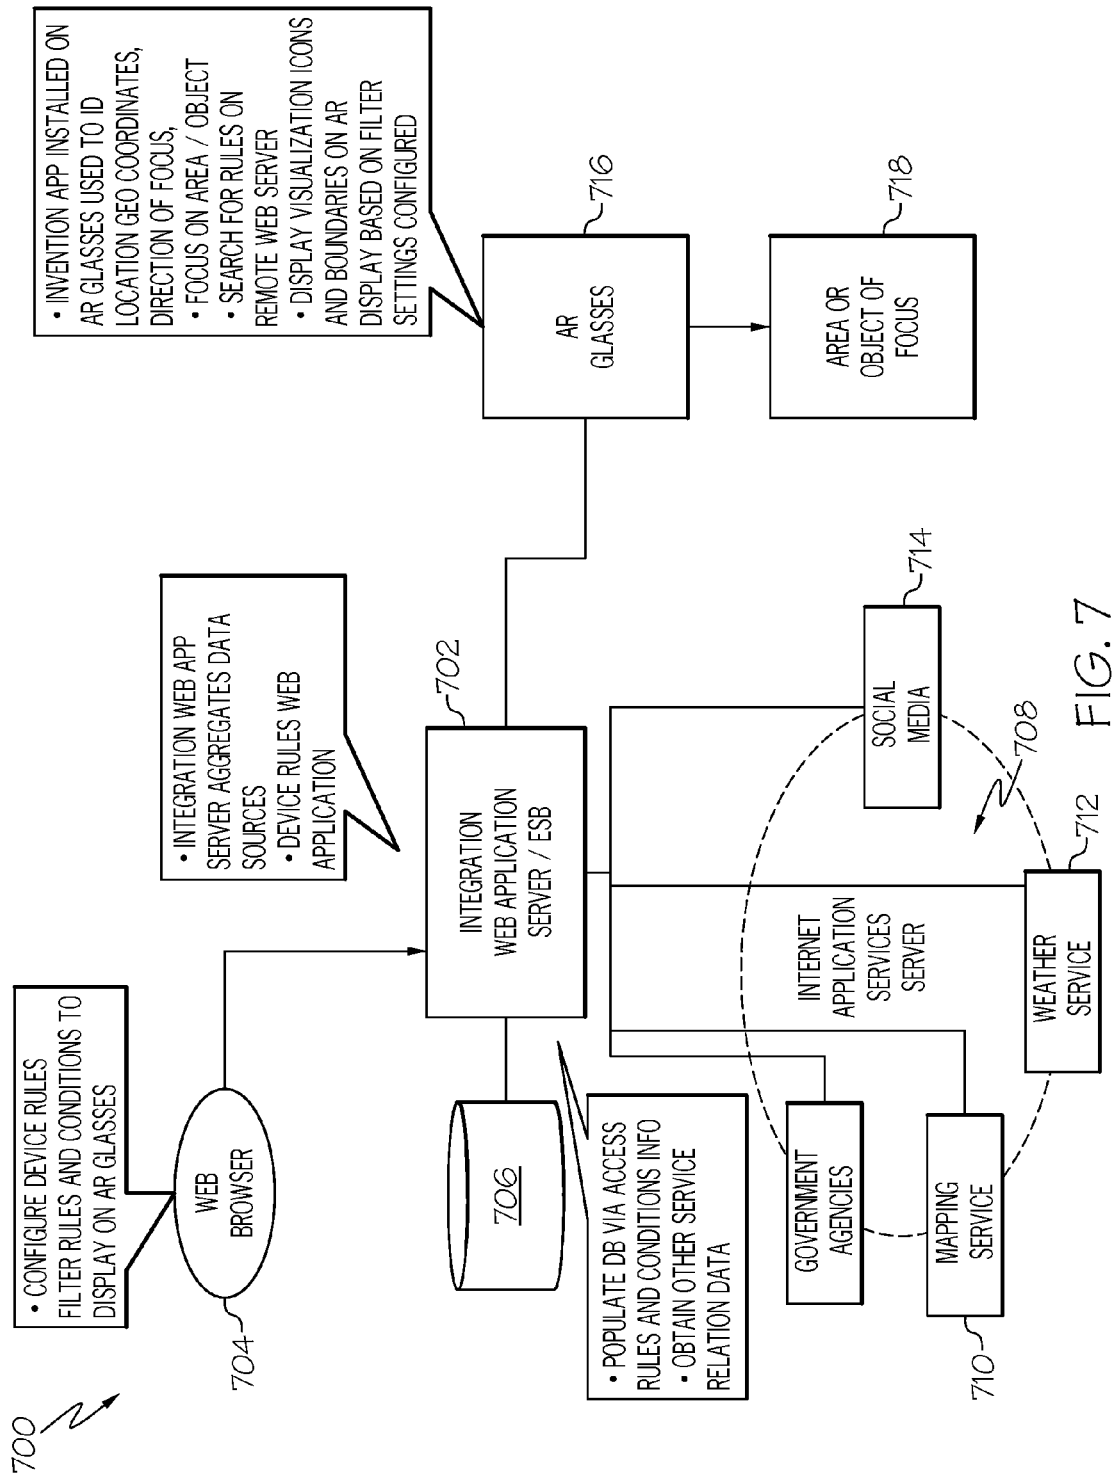 700
• CONFIGURE DEVICE RULES
FILTER RULES AND CONDITIONS TO
DISPLAY ON AR GLASSES
WEB
BROWSER
704
• INTEGRATION WEB APP
SERVER AGGREGATES DATA
SOURCES
• DEVICE RULES WEB
APPLICATION
• INVENTION APP INSTALLED ON
AR GLASSES USED TO ID
LOCATION GEO COORDINATES,
DIRECTION OF FOCUS,
• FOCUS ON AREA / OBJECT
• SEARCH FOR RULES ON
REMOTE WEB SERVER
• DISPLAY VISUALIZATION ICONS
AND BOUNDARIES ON AR
DISPLAY BASED ON FILTER
SETTINGS CONFIGURED
706
INTEGRATION
WEB APPLICATION
SERVER / ESB
702
AR
GLASSES
716
• POPULATE DB VIA ACCESS
RULES AND CONDITIONS INFO
• OBTAIN OTHER SERVICE
RELATION DATA
AREA OR
OBJECT OF
FOCUS
718
GOVERNMENT
AGENCIES
INTERNET
APPLICATION
SERVICES
SERVER
SOCIAL
MEDIA
714
MAPPING
SERVICE
710
WEATHER
SERVICE
712
708
FIG. 7